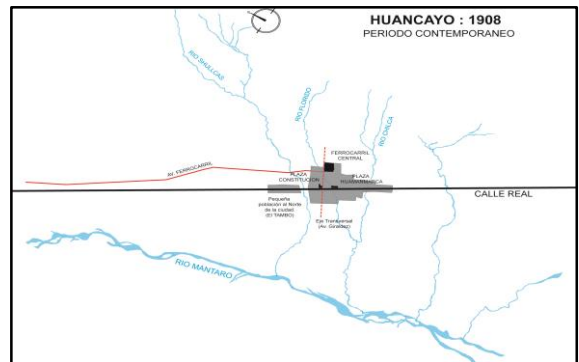 HUANCAYO : 1908
PERIODO CONTEMPORANEO
RIO SHULLCAS
RIO FLORIDO
RIO CHILCA
FERROCARRIL
CENTRAL
AV. FERROCARRIL
PLAZA
CONSTITUCION
PLAZA
HUAMANMARCA
CALLE REAL
Pequeña
población al Norte
de la ciudad
(El TAMBO)
Eje Transversal
(Av. Giraldez)
RIO MANTARO